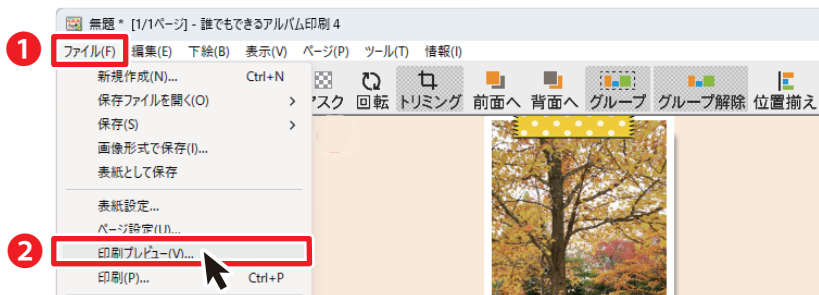 無題 * [1/1ページ] - 誰でもできるアルバム印刷 4
1 ファイル(F) 編集(E) 下絵(B) 表示(V) ページ(P) ツール(T) 情報(I)
新規作成(N)... Ctrl+N
保存ファイルを開く(O) >
保存(S) >
画像形式で保存(I)...
表紙として保存
表紙設定...
ページ設定(U)...
2 印刷プレビュー(V)...
印刷(P)... Ctrl+P
スク 回転 トリミング 前面へ 背面へ グループ グループ解除 位置揃え